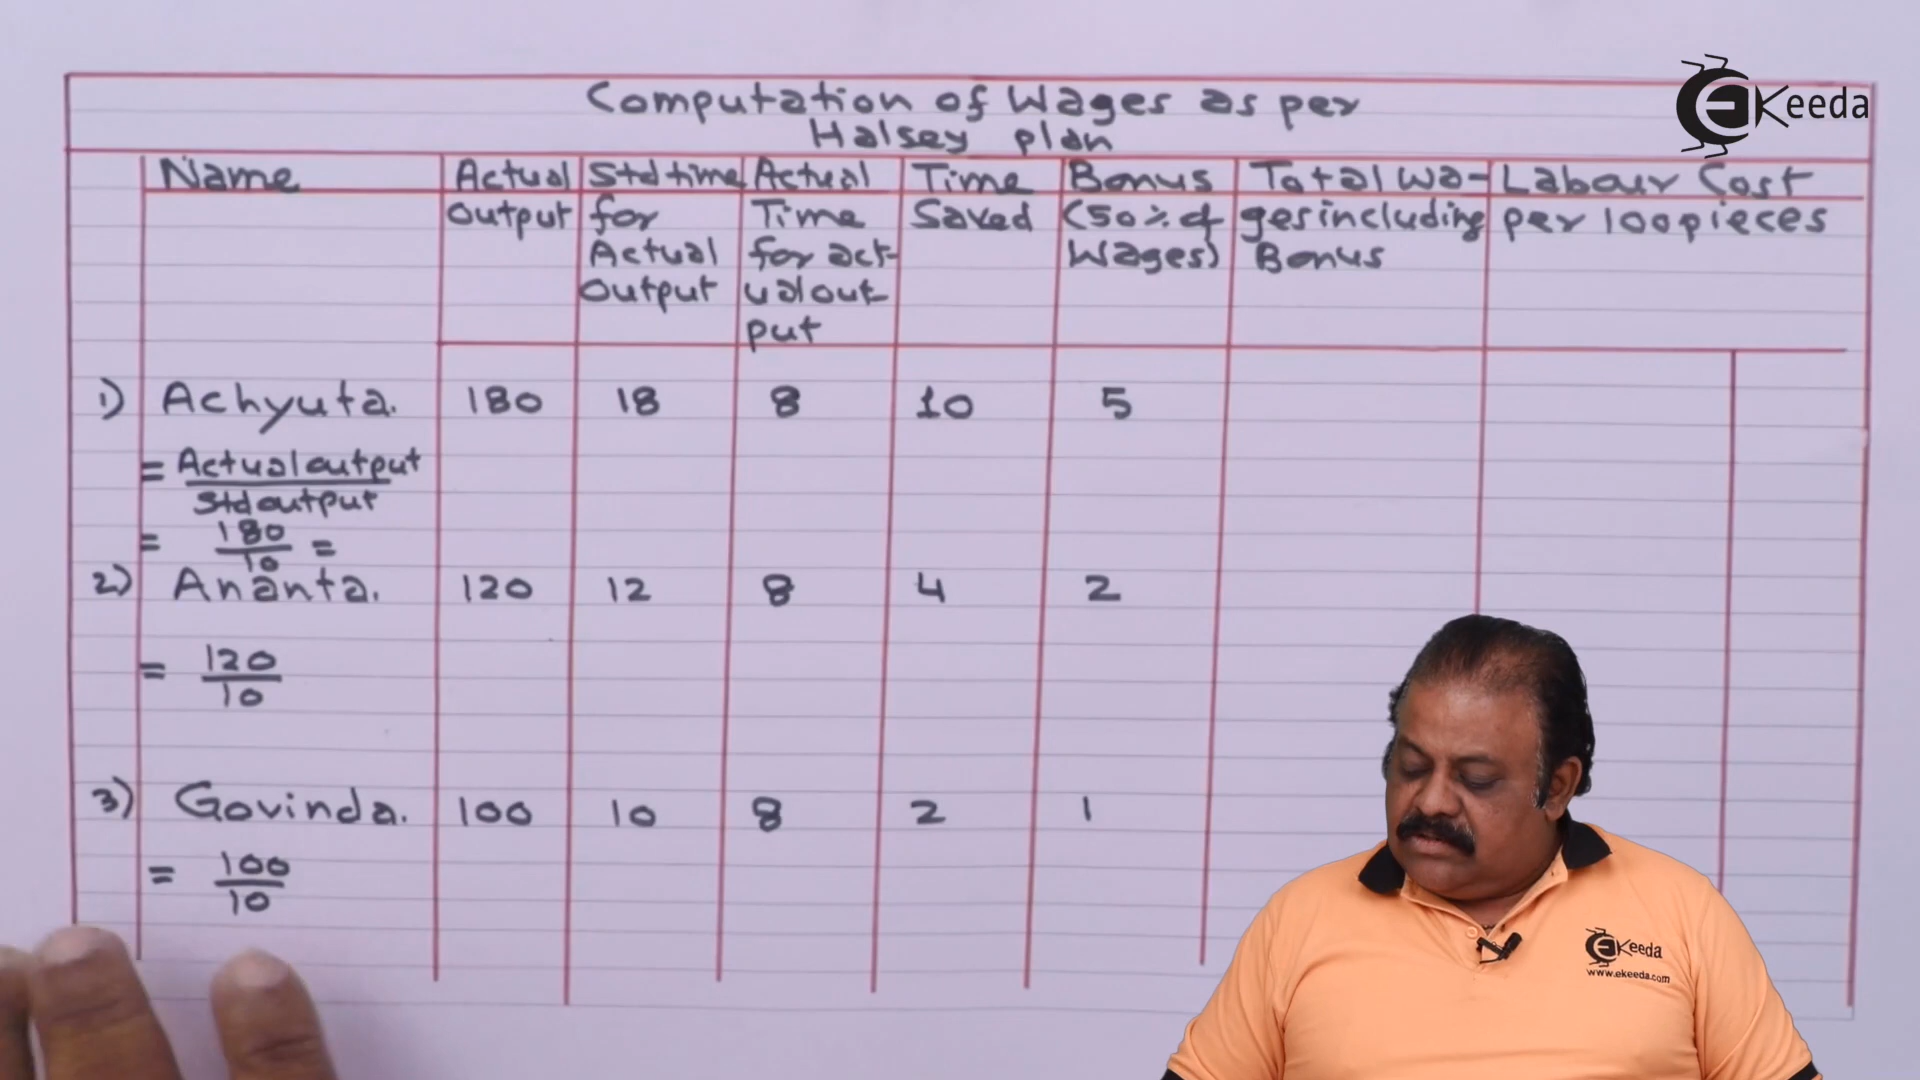 Computation of Wages as per
Halsey plan
EKeeda
Name
Actual output
Std time for Actual output
Actual Time for act-ual out-put
Time Saved
Bonus (50% of Wages)
Total wa-ges including Bonus
Labour Cost per 100 pieces
1) Achyuta. 180 18 8 10 5
= Actual output
Std output
= 180 =
10
2) Ananta. 120 12 8 4 2
= 120
10
3) Govinda. 100 10 8 2 1
= 100
10
EKeeda
www.ekeeda.com